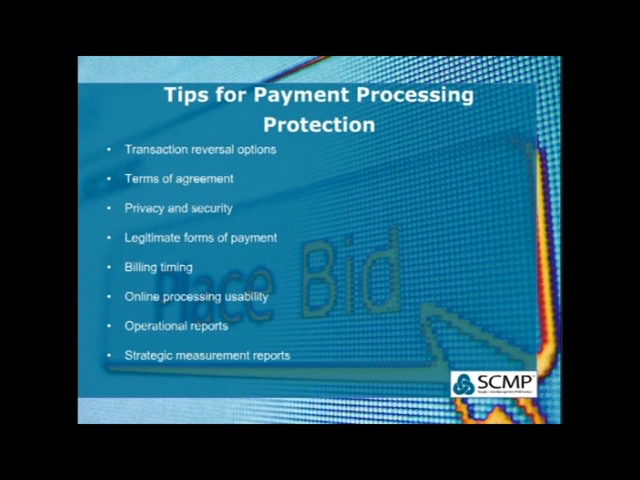 Tips for Payment Processing
Protection
• Transaction reversal options
• Terms of agreement
• Privacy and security
• Legitimate forms of payment
• Billing timing
• Online processing usability
• Operational reports
• Strategic measurement reports
Place Bid
SCMP